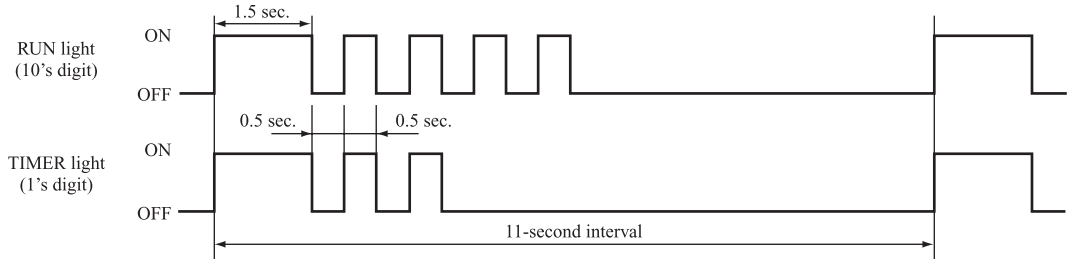 1.5 sec.
ON
RUN light
(10's digit)
OFF
0.5 sec.
0.5 sec.
ON
TIMER light
(1's digit)
OFF
11-second interval